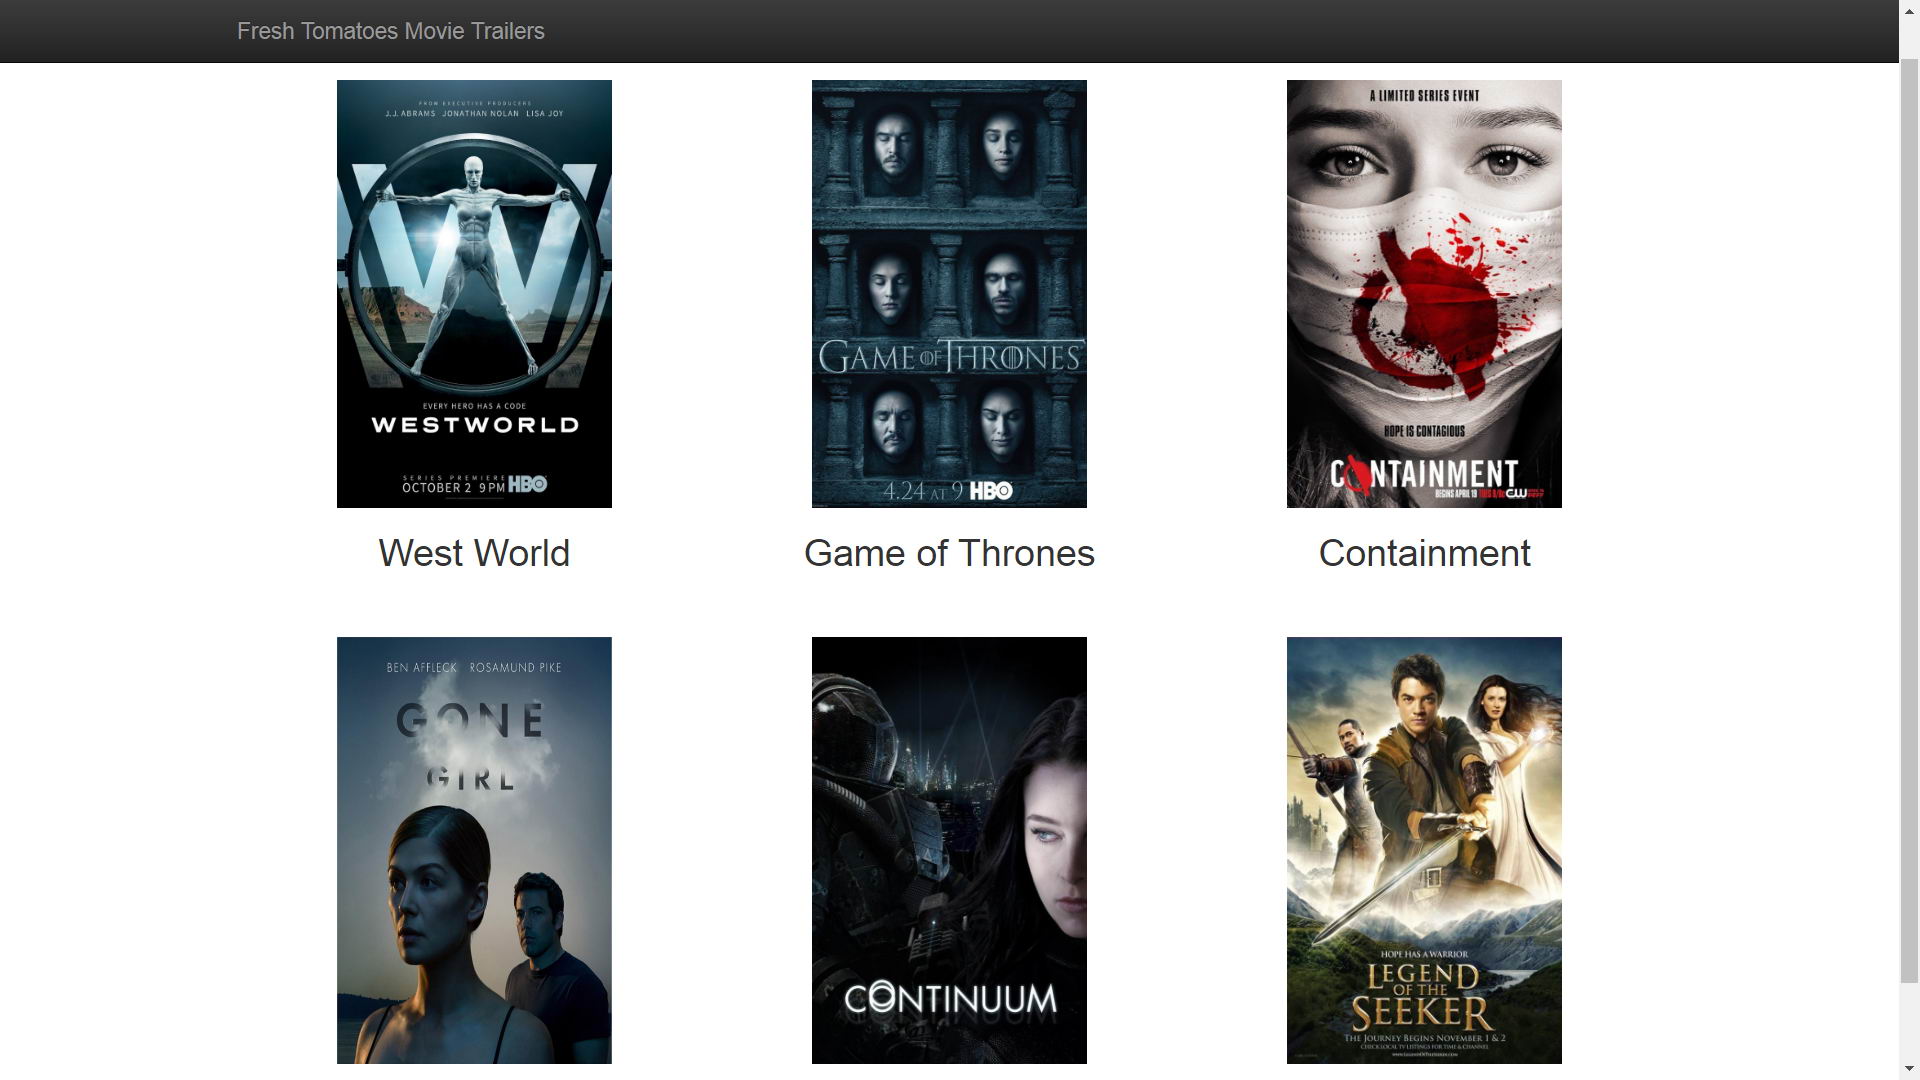 Fresh Tomatoes Movie Trailers
FROM EXECUTIVE PRODUCERS
J.J. ABRAMS JONATHAN NOLAN LISA JOY
EVERY HERO HAS A CODE
WESTWORLD
SERIES PREMIERE
OCTOBER 2 9PM HBO
GAME OF THRONES
4.24 AT 9 HBO
A LIMITED SERIES EVENT
HOPE IS CONTAGIOUS
CONTAINMENT
BEGINS APRIL 19 TUES 9/8c CW
West World
Game of Thrones
Containment
BEN AFFLECK ROSAMUND PIKE
GONE
GIRL
CONTINUUM
HOPE HAS A WARRIOR
LEGEND
OF THE
SEEKER
THE JOURNEY BEGINS NOVEMBER 1 & 2
CHECK LOCAL TV LISTINGS FOR TIME & CHANNEL